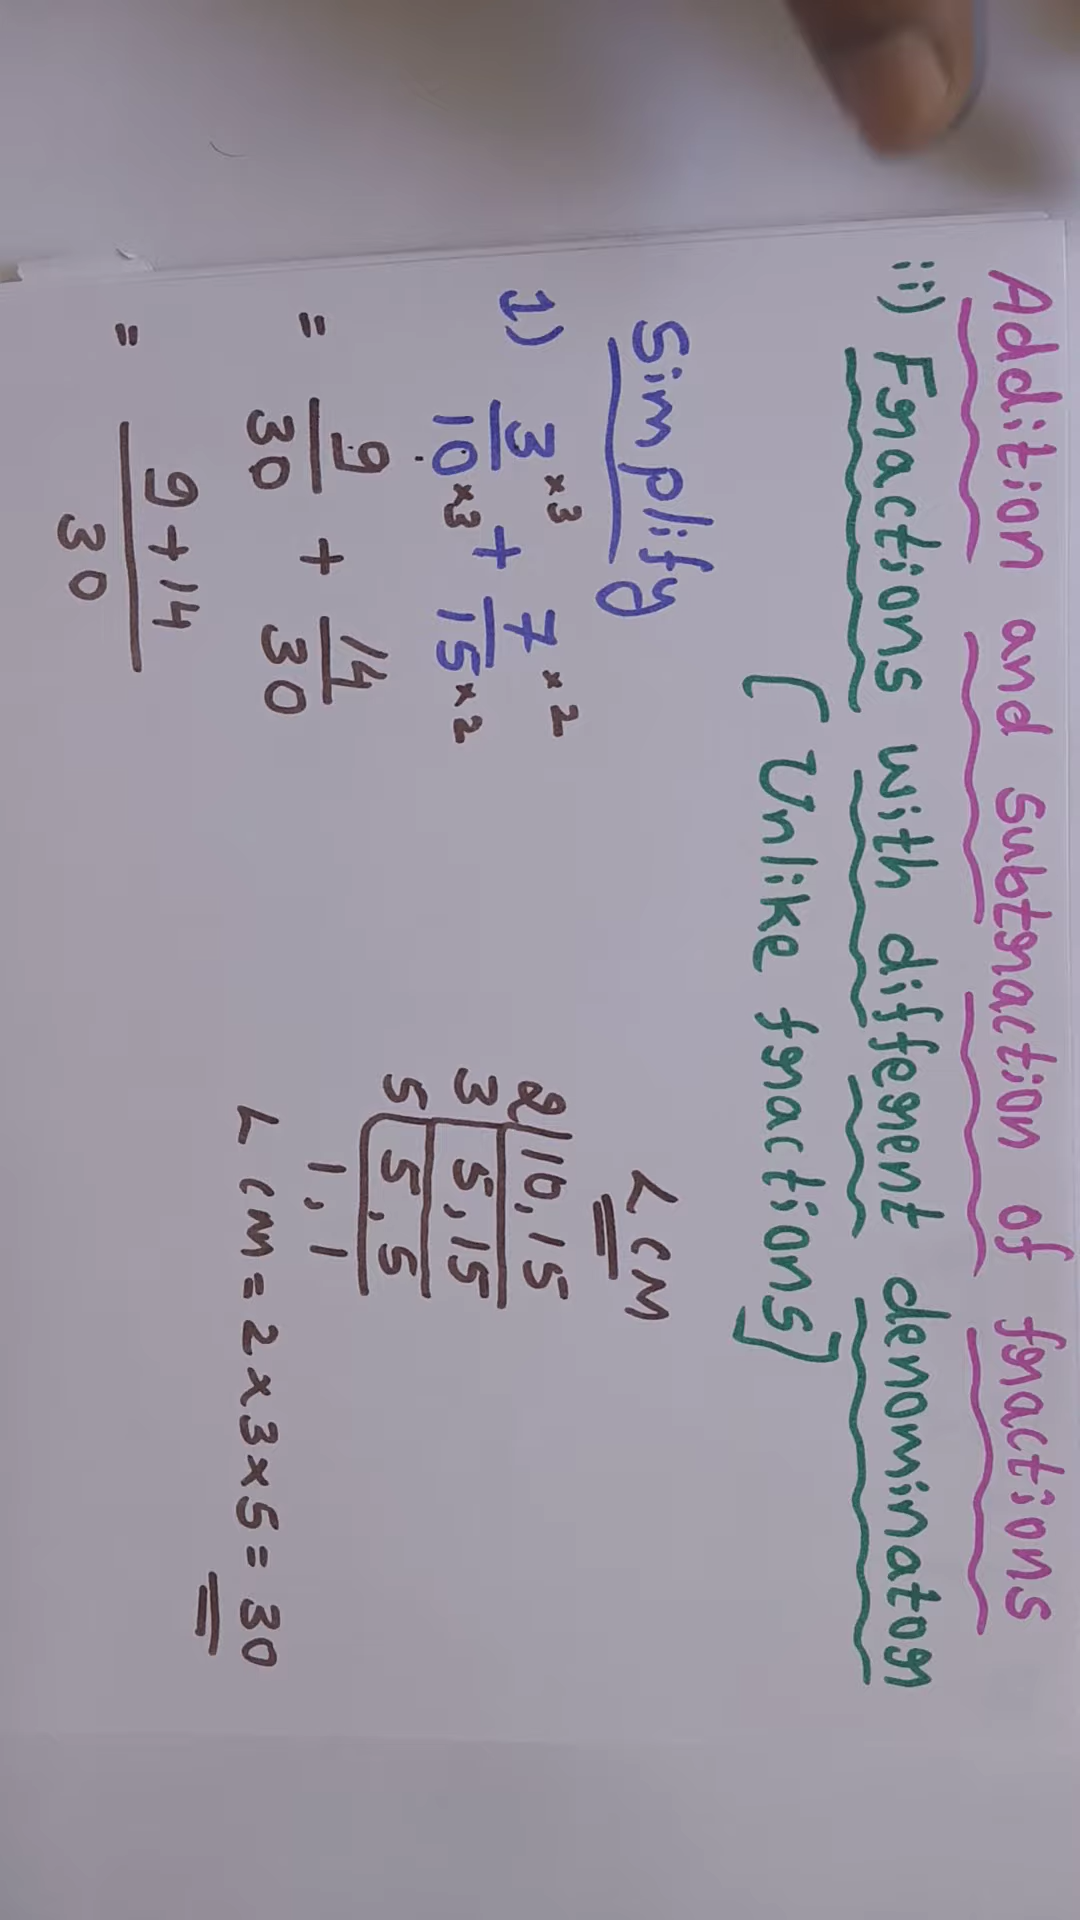 Addition and subtraction of fractions
ii) Fractions with different denominator
[Unlike fractions]
Simplify
1) 3×3/10×3 + 7×2/15×2
= 9/30 + 14/30
= 9+14/30
LCM
2|10,15
3|5,15
5|5,5
1,1
LCM=2×3×5=30